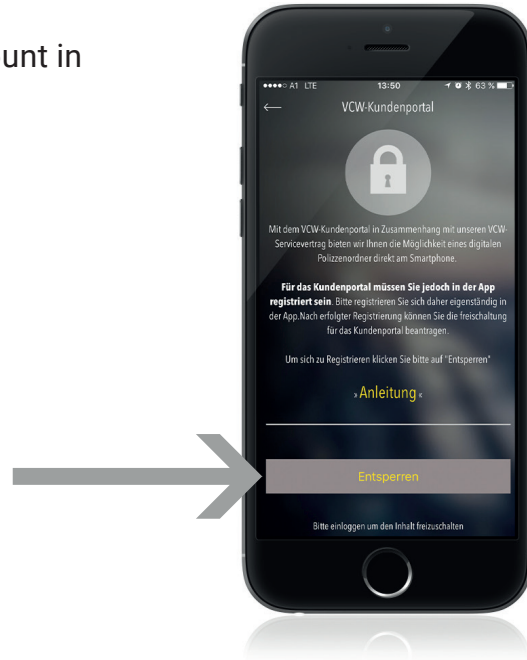 unt in
A1 LTE 13:50 63 %
VCW-Kundenportal
Mit dem VCW-Kundenportal in Zusammenhang mit unseren VCW-
Servicevertrag bieten wir Ihnen die Möglichkeit eines digitalen
Polizzenordner direkt am Smartphone.
Für das Kundenportal müssen Sie jedoch in der App
registriert sein. Bitte registrieren Sie sich daher eigenständig in
der App.Nach erfolgter Registrierung können Sie die freischaltung
für das Kundenportal beantragen.
Um sich zu Registrieren klicken Sie bitte auf "Entsperren"
» Anleitung «
Entsperren
Bitte einloggen um den Inhalt freizuschalten